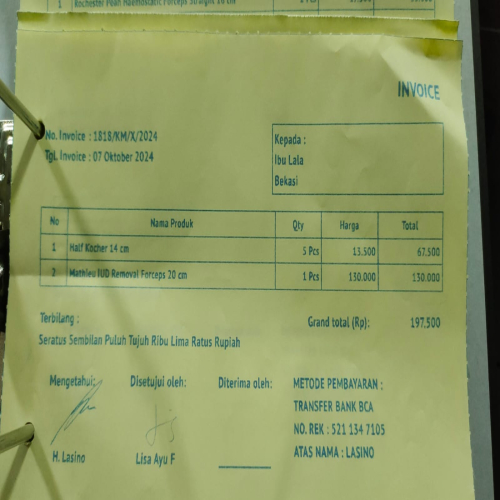 1 Rochester Pean Haemostatic Forceps Straight
INVOICE
No. Invoice : 1818/KM/X/2024
Tgl. Invoice : 07 Oktober 2024
Kepada :
Ibu Lala
Bekasi
No Nama Produk Qty Harga Total
1 Half Kocher 14 cm 5 Pcs 13.500 67.500
2 Mathieu IUD Removal Forceps 20 cm 1 Pcs 130.000 130.000
Terbilang : Grand total (Rp): 197.500
Seratus Sembilan Puluh Tujuh Ribu Lima Ratus Rupiah
Mengetahui: Disetujui oleh: Diterima oleh: METODE PEMBAYARAN :
TRANSFER BANK BCA
NO. REK : 521 134 7105
H. Lasino Lisa Ayu F ATAS NAMA : LASINO